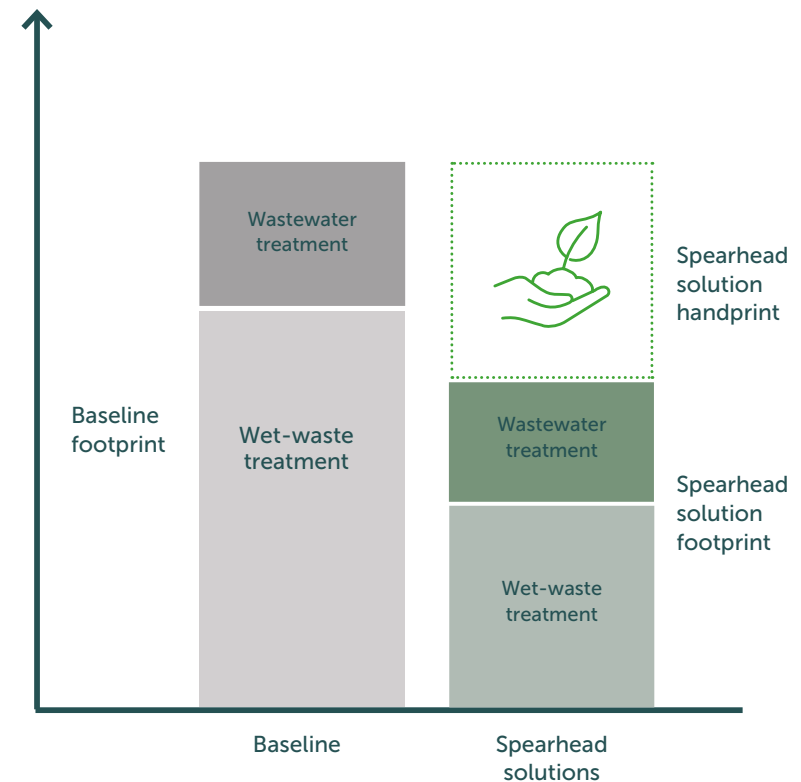 Wastewater
treatment
Spearhead
solution
handprint
Baseline
footprint
Wet-waste
treatment
Wastewater
treatment
Spearhead
solution
footprint
Wet-waste
treatment
Baseline
Spearhead
solutions